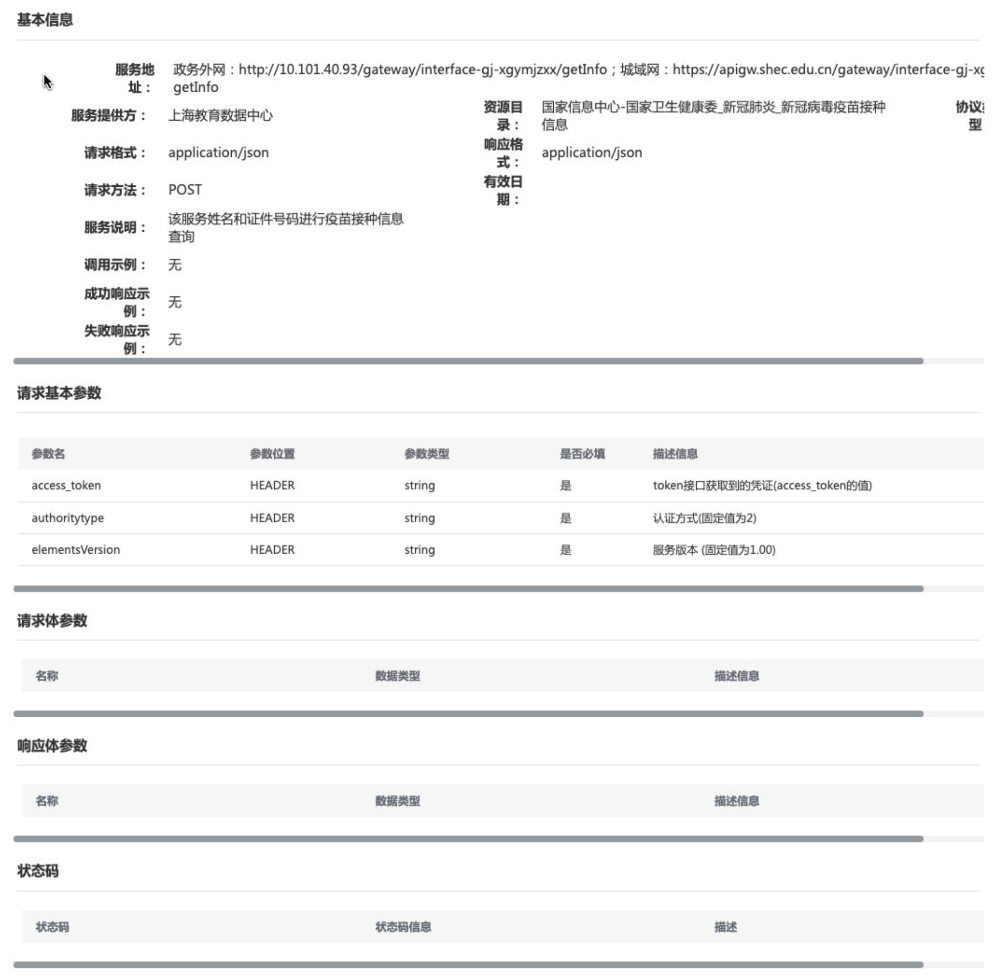 基本信息
服务地 政务外网：http://10.101.40.93/gateway/interface-gj-xgymjzxx/getInfo；城域网：https://apigw.shec.edu.cn/gateway/interface-gj-xg
址： getInfo
服务提供方： 上海教育数据中心
资源目 国家信息中心-国家卫生健康委_新冠肺炎_新冠病毒疫苗接种
录： 信息
协议
型
请求格式： application/json
响应格 application/json
式：
请求方法： POST
有效日
期：
服务说明： 该服务姓名和证件号码进行疫苗接种信息
查询
调用示例： 无
成功响应示 无
例：
失败响应示 无
例：
请求基本参数
参数名 参数位置 参数类型 是否必填 描述信息
access_token HEADER string 是 token接口获取到的凭证(access_token的值)
authoritytype HEADER string 是 认证方式(固定值为2)
elementsVersion HEADER string 是 服务版本 (固定值为1.00)
请求体参数
名称 数据类型 描述信息
响应体参数
名称 数据类型 描述信息
状态码
状态码 状态码信息 描述